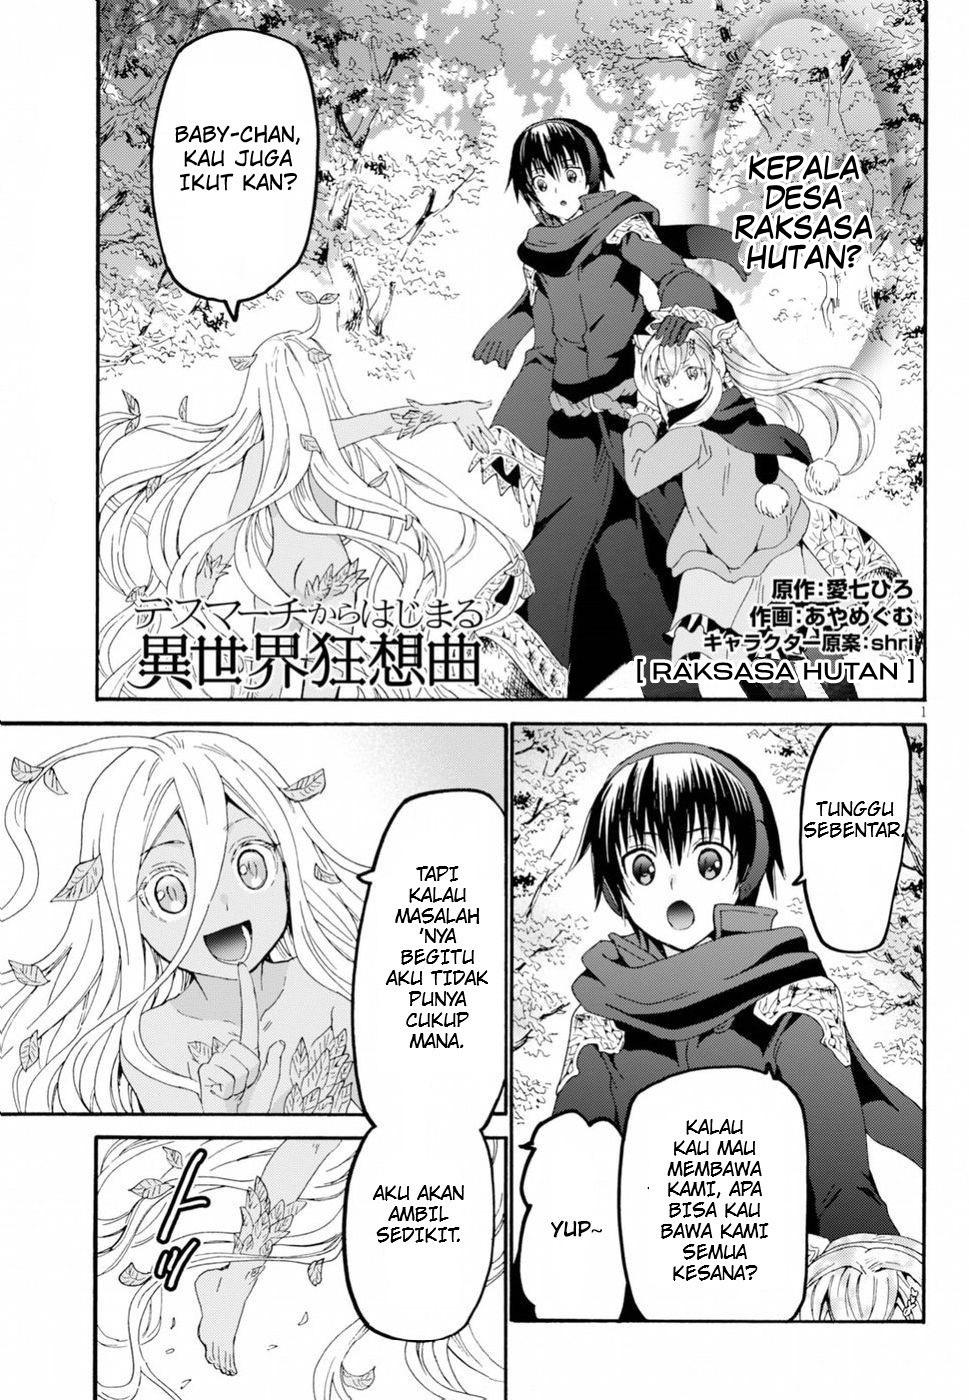 KEPALA
DESA
RAKSASA
HUTAN?
BABY-CHAN,
KAU JUGA
IKUT KAN?
デスマーチからはじまる
異世界狂想曲
原作：愛七ひろ
作画：あやめぐむ
キャラクター原案：shri
[ RAKSASA HUTAN ]
1
TUNGGU
SEBENTAR.
KALAU
KAU MAU
MEMBAWA
KAMI, APA
BISA KAU
BAWA KAMI
SEMUA
KESANA?
YUP~
TAPI
KALAU
MASALAH
'NYA
BEGITU
AKU TIDAK
PUNYA
CUKUP
MANA.
AKU AKAN
AMBIL
SEDIKIT.
トン